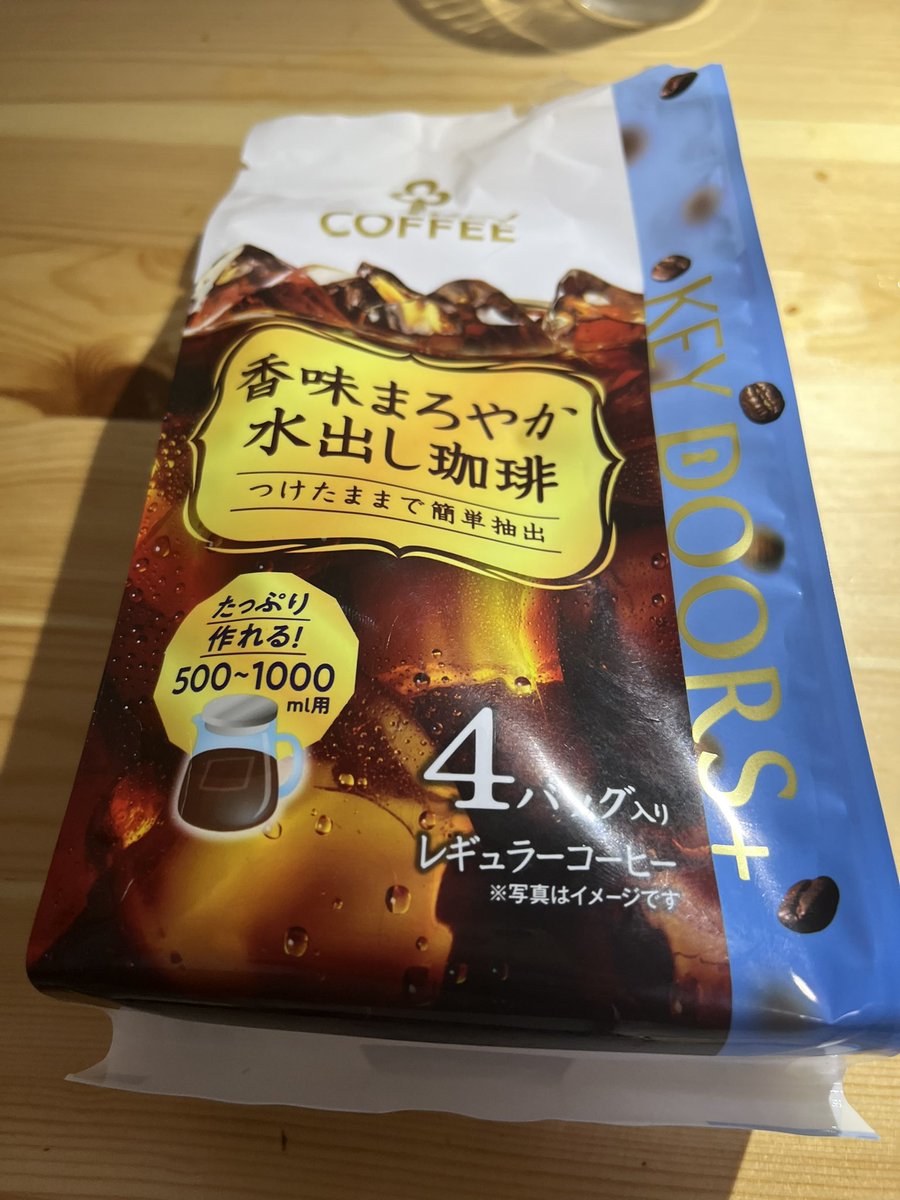 COFFEE
香味まろやか
水出し珈琲
つけたままで簡単抽出
たっぷり
作れる!
500~1000
ml用
4バッグ入り
レギュラーコーヒー
※写真はイメージです
KEY DOORS+